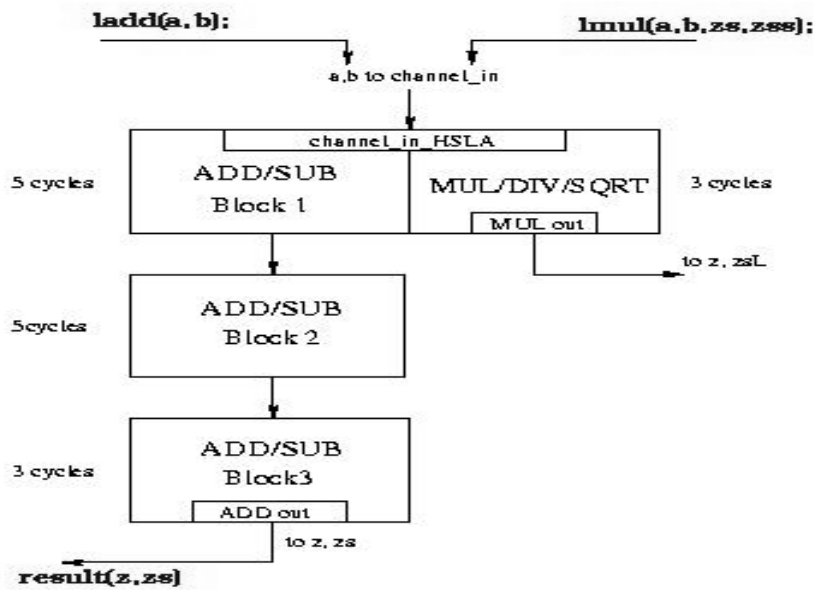 ladd(a,b);
lmul(a,b,zs,zss);
a,b to channel_in
channel_in_HSLA
5 cycles
ADD/SUB
Block 1
MUL/DIV/SQRT
3 cycles
MUL out
to z, zsL
5cycles
ADD/SUB
Block 2
3 cycles
ADD/SUB
Block3
ADD out
to z, zs
result(z,zs)